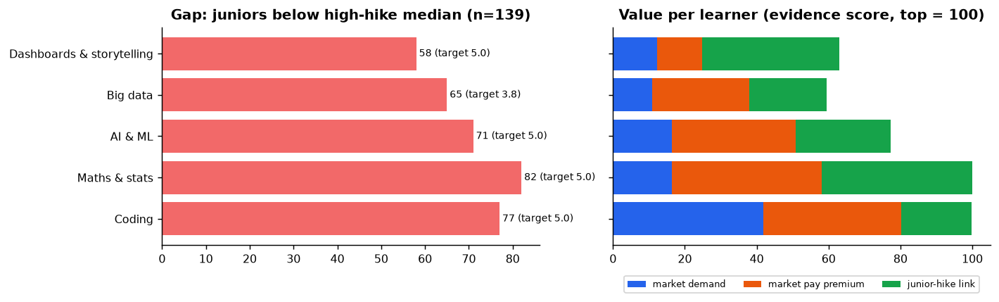 Gap: juniors below high-hike median (n=139)
Dashboards & storytelling
58 (target 5.0)
Big data
65 (target 3.8)
AI & ML
71 (target 5.0)
Maths & stats
82 (target 5.0)
Coding
77 (target 5.0)
0 10 20 30 40 50 60 70 80
Value per learner (evidence score, top = 100)
0 20 40 60 80 100
market demand market pay premium junior-hike link